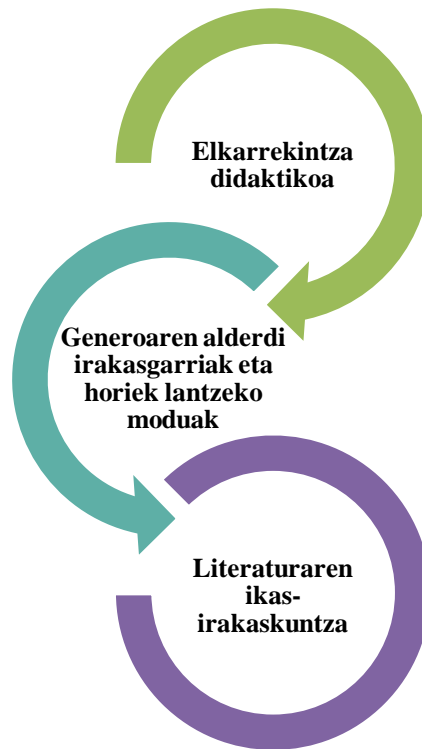 Elkarrekintza
didaktikoa
Generoaren alderdi
irakasgarriak eta
horiek lantzeko
moduak
Literaturaren
ikas-
irakaskuntza